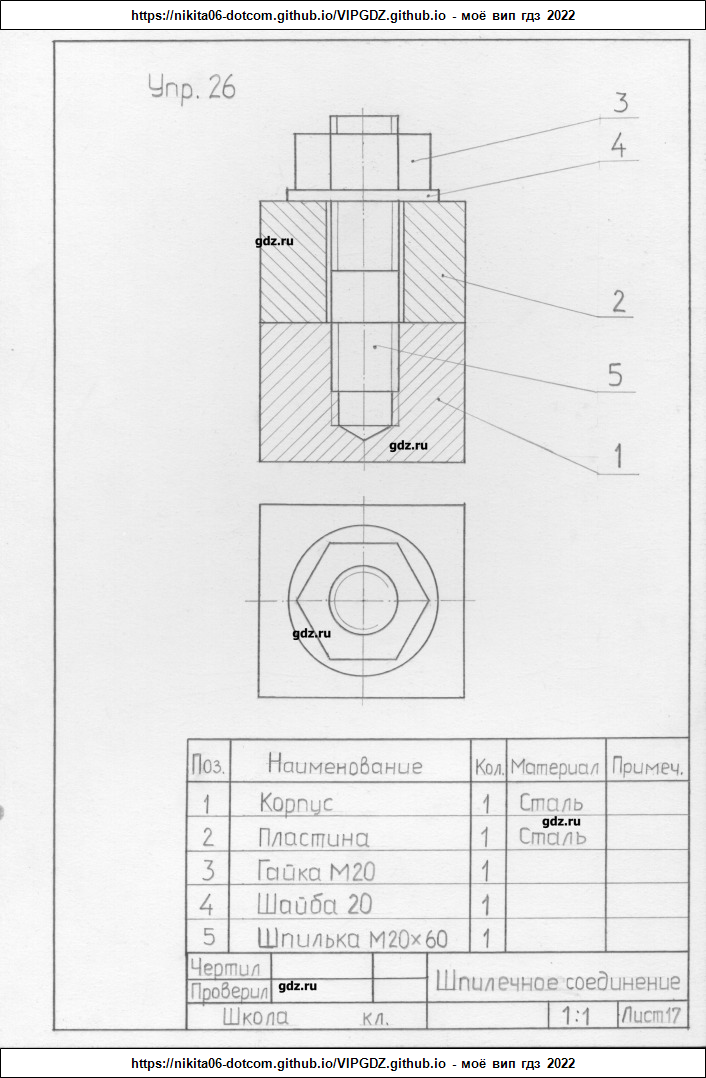 https://nikita06-dotcom.github.io/VIPGDZ.github.io - моё вип гдз 2022
Упр. 26
3
4
gdz.ru
2
5
gdz.ru
1
gdz.ru
Поз. Наименование Кол. Материал Примеч.
1 Корпус 1 Сталь
gdz.ru
2 Пластина 1 Сталь
3 Гайка М20 1
4 Шайба 20 1
5 Шпилька М20×60 1
Чертил
Шпилечное соединение
Проверил gdz.ru
Школа кл. 1:1 Лист 17
https://nikita06-dotcom.github.io/VIPGDZ.github.io - моё вип гдз 2022